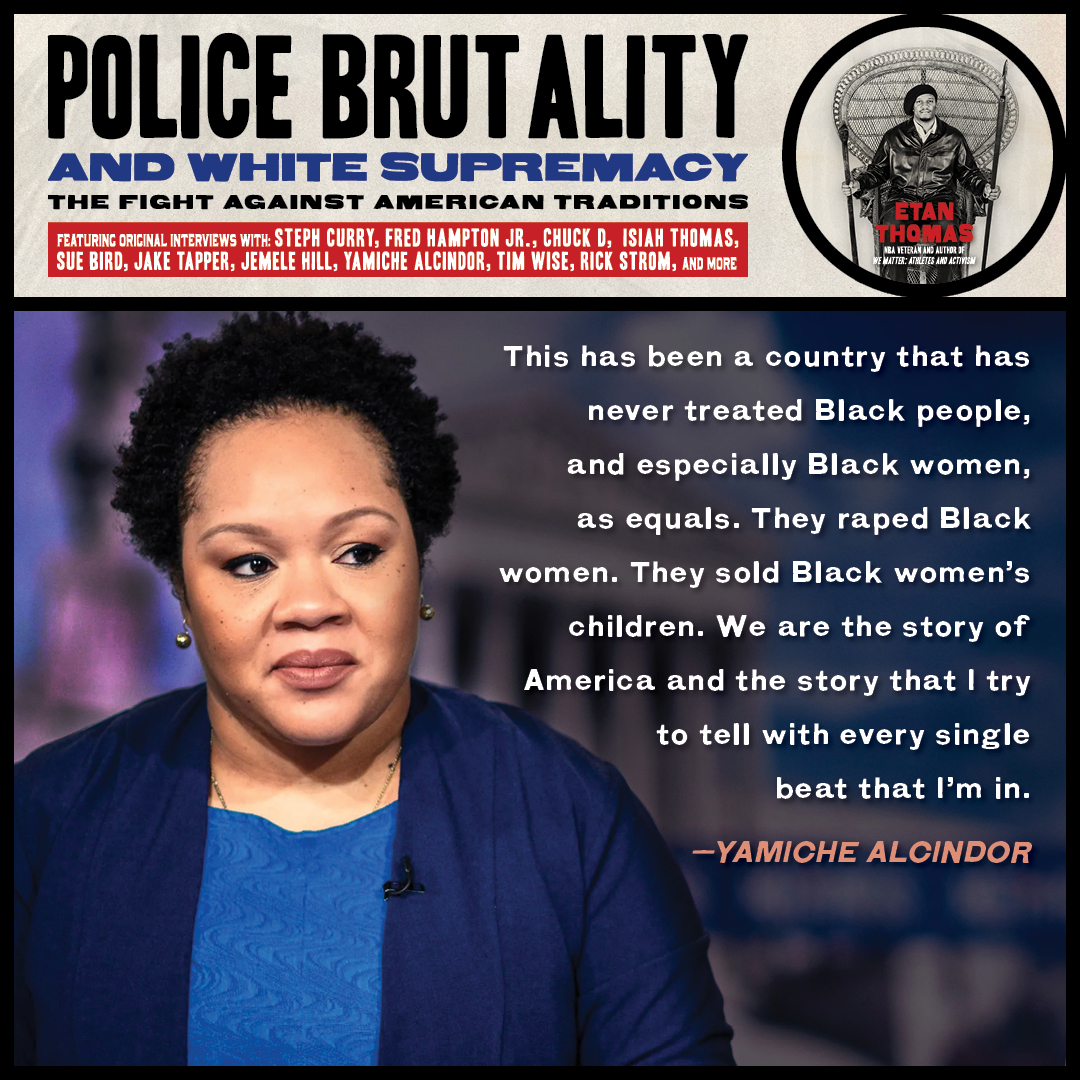 POLICE BRUTALITY
AND WHITE SUPREMACY
THE FIGHT AGAINST AMERICAN TRADITIONS
FEATURING ORIGINAL INTERVIEWS WITH: STEPH CURRY, FRED HAMPTON JR., CHUCK D, ISIAH THOMAS,
SUE BIRD, JAKE TAPPER, JEMELE HILL, YAMICHE ALCINDOR, TIM WISE, RICK STROM, AND MORE
ETAN
THOMAS
NBA VETERAN AND AUTHOR OF
WE MATTER: ATHLETES AND ACTIVISM
This has been a country that has
never treated Black people,
and especially Black women,
as equals. They raped Black
women. They sold Black women's
children. We are the story of
America and the story that I try
to tell with every single
beat that I'm in.
—YAMICHE ALCINDOR